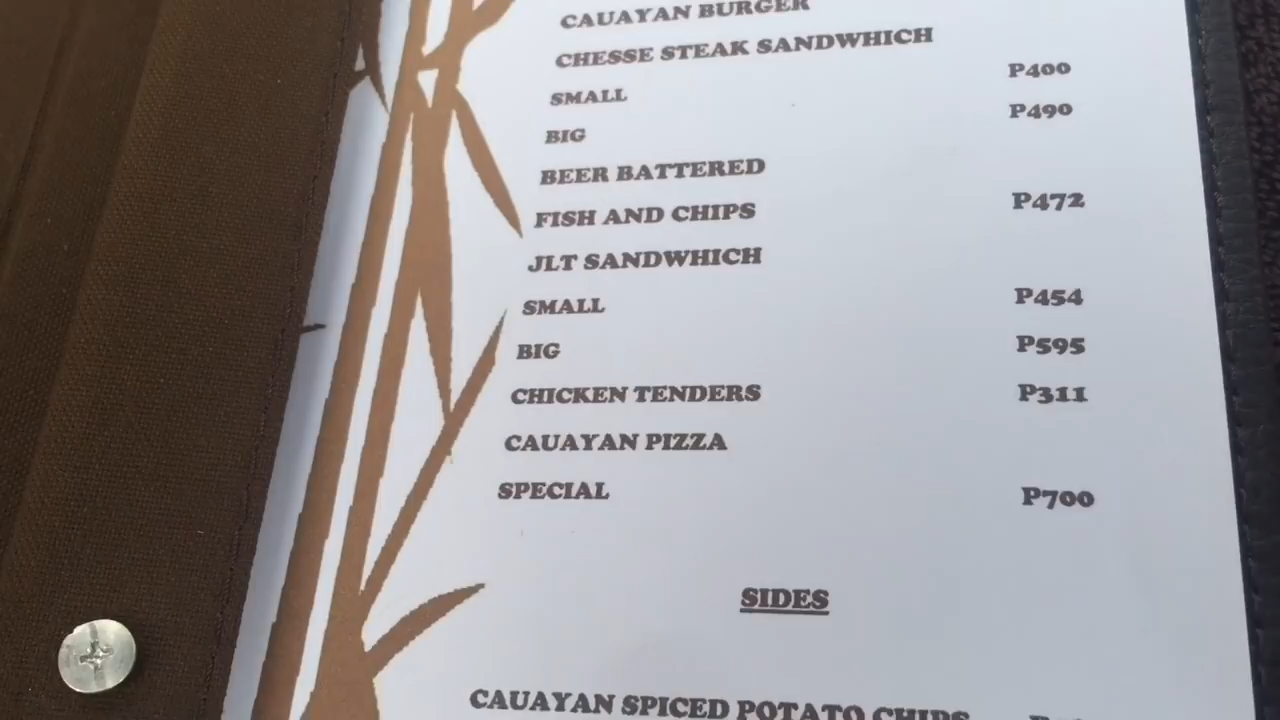 CAUAYAN BURGER
CHESSE STEAK SANDWHICH
SMALL P400
BIG P490
BEER BATTERED
FISH AND CHIPS P472
JLT SANDWHICH
SMALL P454
BIG P595
CHICKEN TENDERS P311
CAUAYAN PIZZA
SPECIAL P700
SIDES
CAUAYAN SPICED POTATO CHIPS